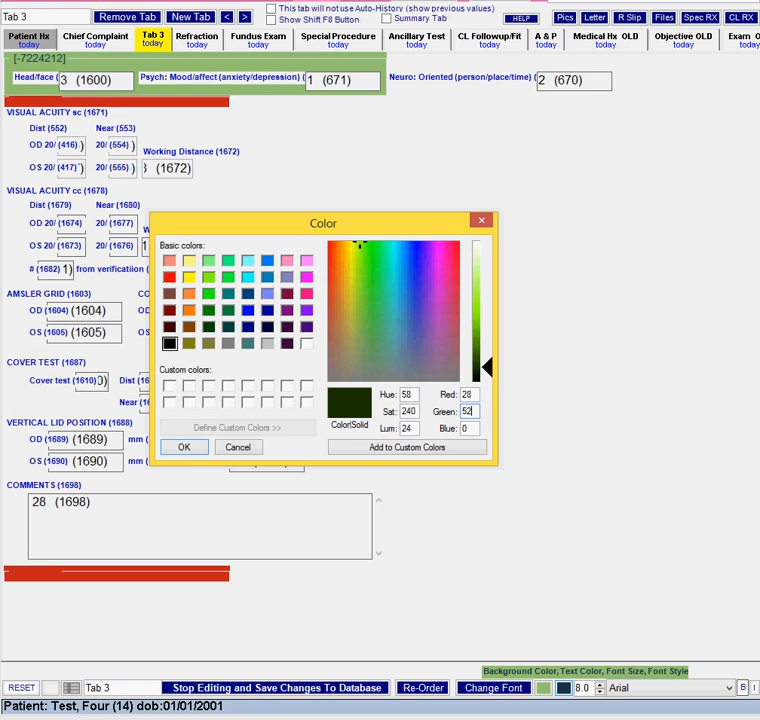 Tab 3 Remove Tab New Tab < > This tab will not use Auto-History (show previous values)
Show Shift F8 Button Summary Tab HELP Pics Letter R Slip Files Spec RX CL RX
Patient Hx today Chief Complaint today Tab 3 today Refraction today Fundus Exam today Special Procedure today Ancillary Test today CL Followup/Fit today A & P today Medical Hx OLD today Objective OLD today Exam O today
[-7224212]
Head/face ( 3 (1600) Psych: Mood/affect (anxiety/depression) ( 1 (671) Neuro: Oriented (person/place/time) ( 2 (670)
VISUAL ACUITY sc (1671)
Dist (552) Near (553)
OD 20/ (416) ) 20/ (554) ) Working Distance (1672)
OS 20/ (417) ) 20/ (555) ) (1672)
VISUAL ACUITY cc (1678)
Dist (1679) Near (1680)
OD 20/ (1674) 20/ (1677) W
OS 20/ (1673) 20/ (1676) 1
# (1682) 1) from verificatiion (
AMSLER GRID (1603) CO
OD (1604) (1604) OD
OS (1605) (1605) OS
COVER TEST (1687)
Cover test (1610) 0) Dist (16
Near (16
VERTICAL LID POSITION (1688)
OD (1689) (1689) mm (
OS (1690) (1690) mm (
COMMENTS (1698)
28 (1698)
Color
Basic colors:
Custom colors:
Define Custom Colors >>
OK Cancel
Color|Solid
Hue: 58 Red: 28
Sat: 240 Green: 52
Lum: 24 Blue: 0
Add to Custom Colors
Background Color, Text Color, Font Size, Font Style
RESET Tab 3 Stop Editing and Save Changes To Database Re-Order Change Font 8.0 Arial B I
Patient: Test, Four (14) dob:01/01/2001